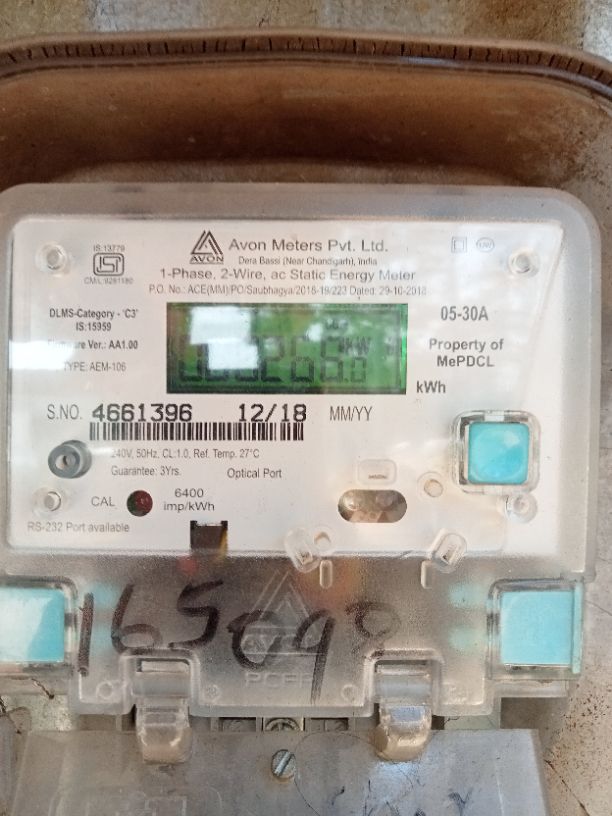 IS:13779
CM/L:9291180
AVON
Avon Meters Pvt. Ltd.
Dera Bassi (Near Chandigarh), India
1-Phase, 2-Wire, ac Static Energy Meter
P.O. No.: ACE(MM)/PO/Saubhagya/2018-19/223 Dated: 29-10-2018
DLMS-Category - 'C3'
IS:15959
Firmware Ver.: AA1.00
TYPE: AEM-106
05-30A
Property of
MePDCL
kWh
S.NO. 4661396 12/18 MM/YY
240V, 50Hz, CL:1.0, Ref. Temp. 27°C
Guarantee: 3Yrs. Optical Port
CAL
6400
imp/kWh
RS-232 Port available
AVON